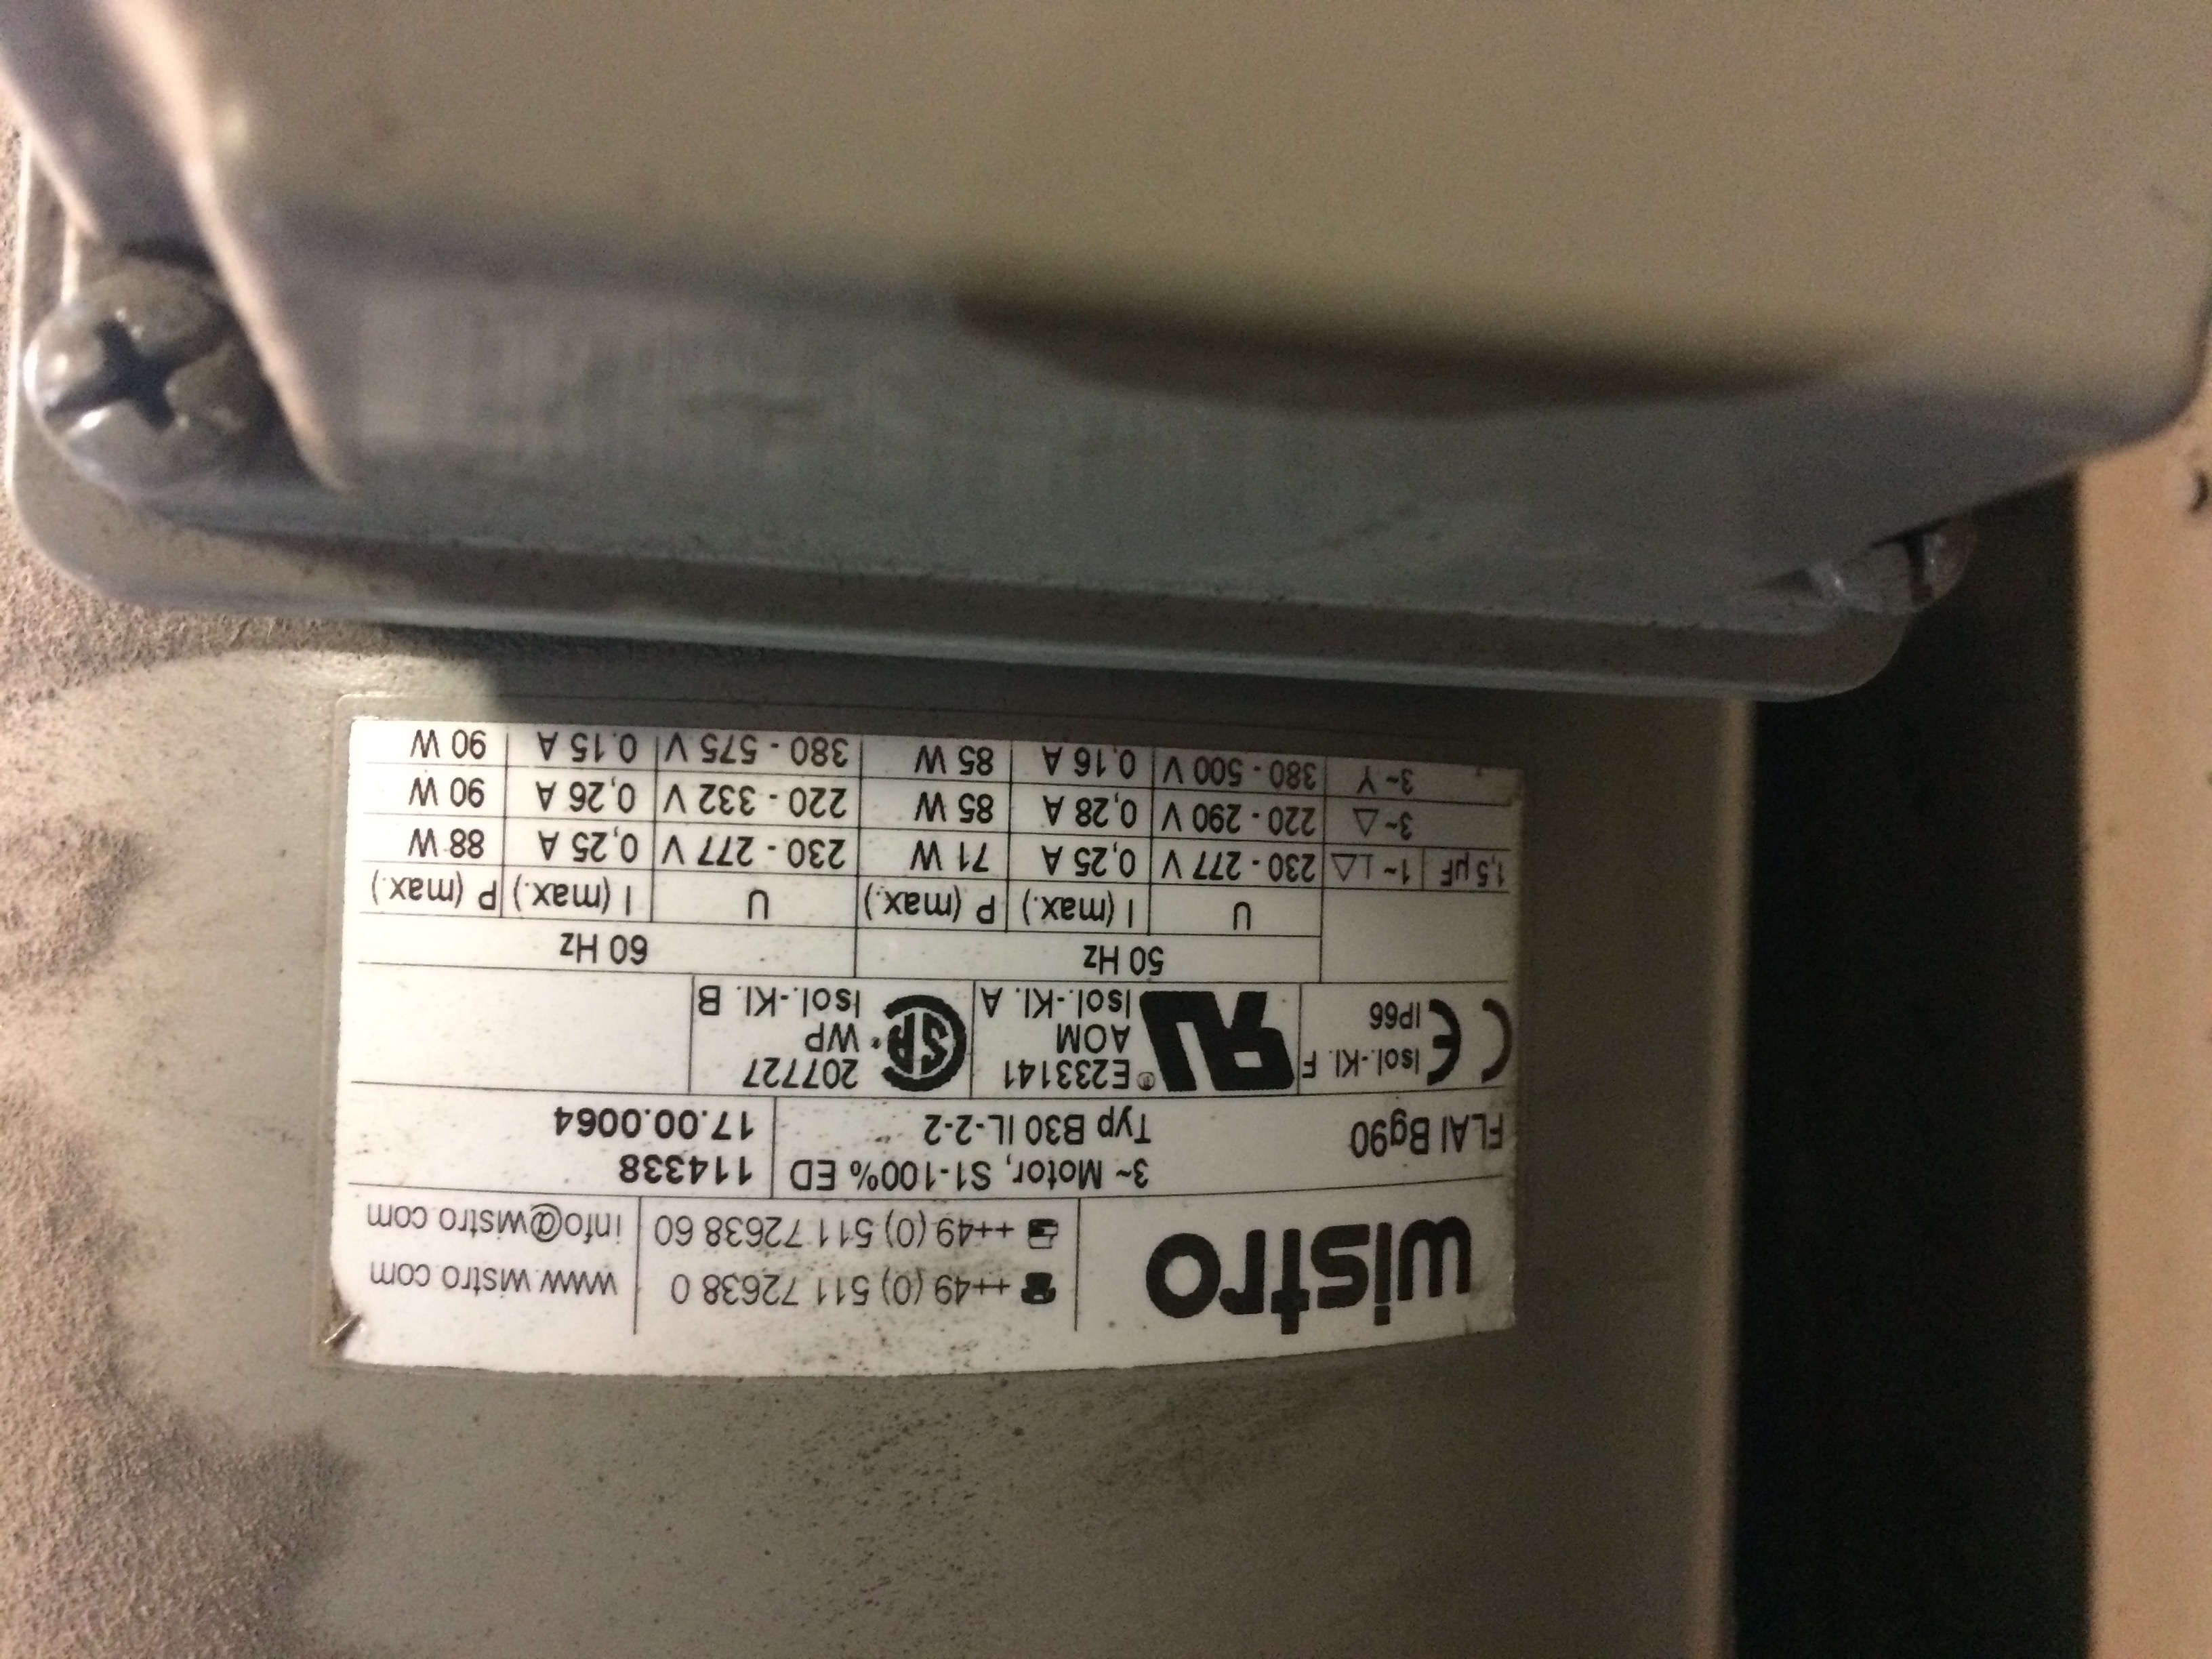 wistro
☎ ++49 (0) 511 72638 0
++49 (0) 511 72638 60
www.wistro.com
info@wistro.com
FLAI Bg90
3~ Motor, S1-100% ED
Typ B30 IL-2-2
114338
17.00.0064
CE Isol.-Kl. F
IP66
® E233141
AOM
Isol.-Kl. A
207727
WP
Isol.-Kl. B
50 Hz 60 Hz
U I (max.) P (max.) U I (max.) P (max.)
1,5 µF 1~ ⊥△ 230 - 277 V 0,25 A 71 W 230 - 277 V 0,25 A 88 W
3~ △ 220 - 290 V 0,28 A 85 W 220 - 332 V 0,26 A 90 W
3~ Y 380 - 500 V 0,16 A 85 W 380 - 575 V 0.15 A 90 W